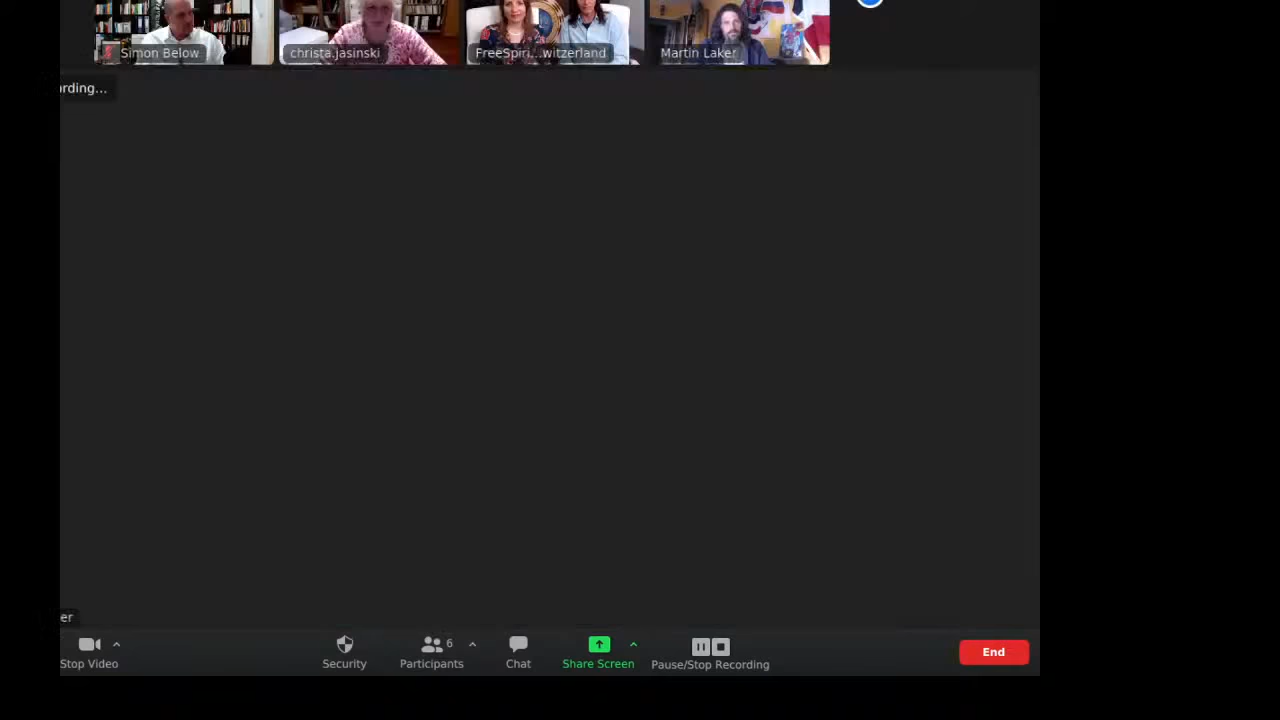 Simon Below
christa.jasinski
FreeSpiri...witzerland
Martin Laker
ording...
er
Stop Video
Security
Participants
6
Chat
Share Screen
Pause/Stop Recording
End